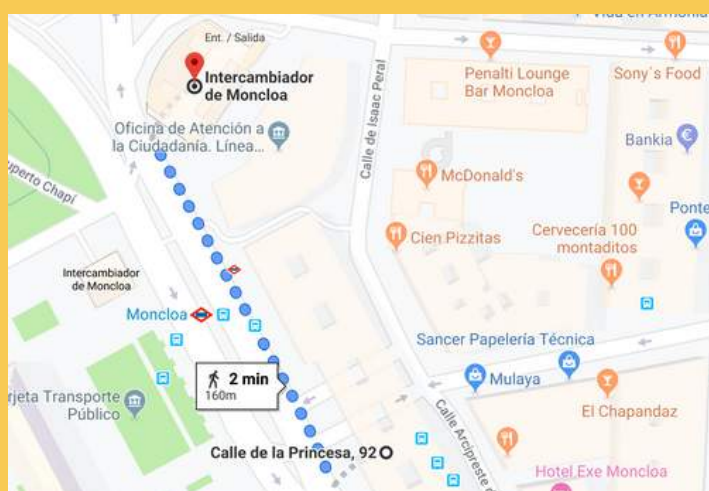 Vida en Armonía
Ent. / Salida
Intercambiador
de Moncloa
Penalti Lounge
Bar Moncloa
Sony's Food
Calle de Isaac Peral
Oficina de Atención a
la Ciudadanía. Línea...
Bankia
McDonald's
uperto Chapí
Ponte
Cien Pizzitas
Cervecería 100
montaditos
Intercambiador
de Moncloa
Moncloa
Sancer Papelería Técnica
2 min
160m
Mulaya
rjeta Transporte
Público
El Chapandaz
Calle de la Princesa, 92
Calle Arcipreste
Hotel Exe Moncloa